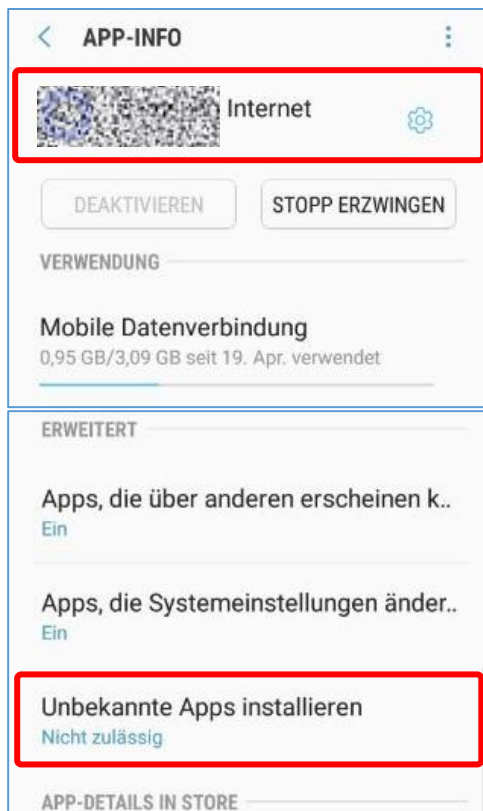 APP-INFO
Internet
DEAKTIVIEREN
STOPP ERZWINGEN
VERWENDUNG
Mobile Datenverbindung
0,95 GB/3,09 GB seit 19. Apr. verwendet
ERWEITERT
Apps, die über anderen erscheinen k..
Ein
Apps, die Systemeinstellungen änder..
Ein
Unbekannte Apps installieren
Nicht zulässig
APP-DETAILS IN STORE